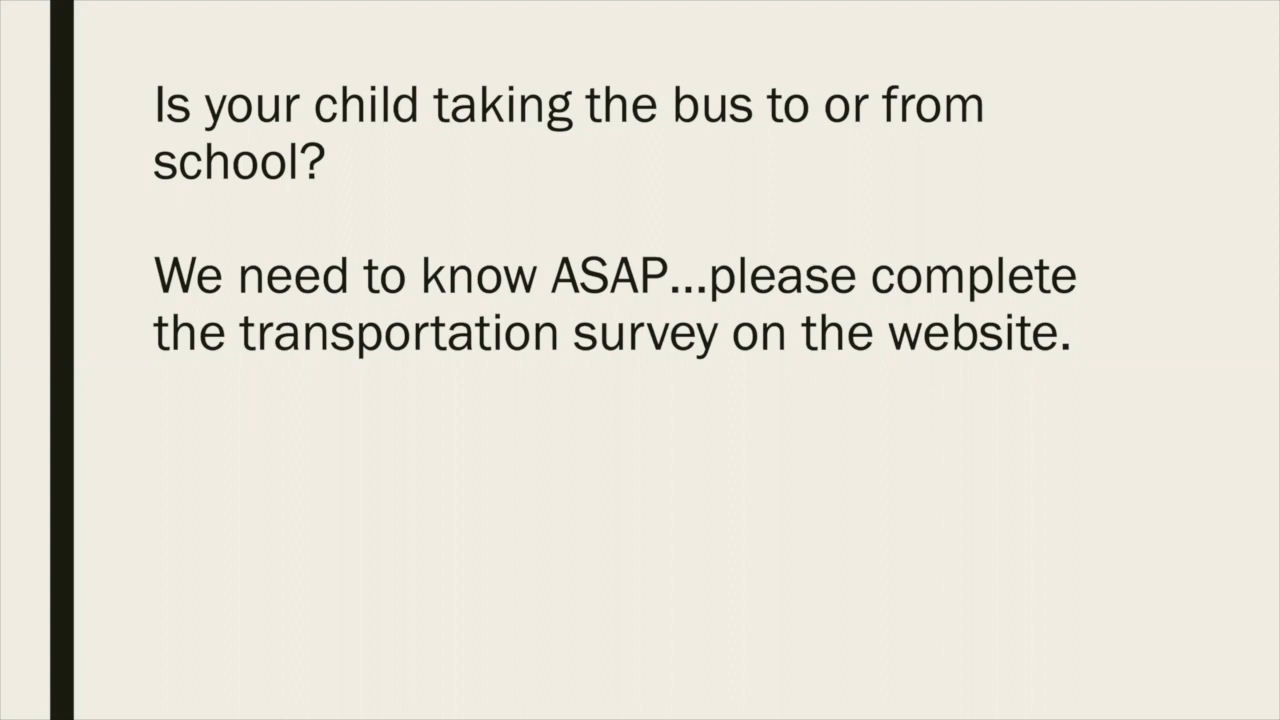 Is your child taking the bus to or from
school?
We need to know ASAP...please complete
the transportation survey on the website.